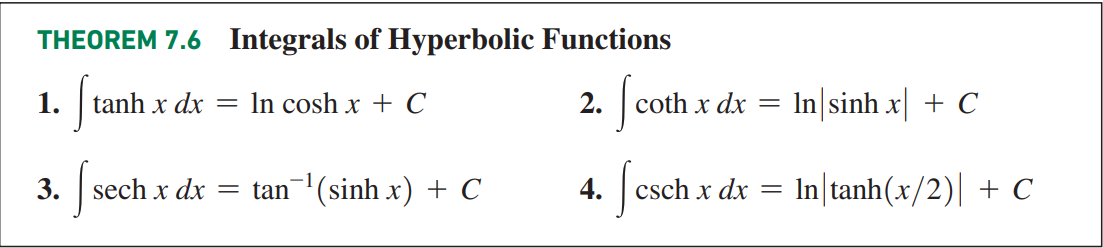 THEOREM 7.6 Integrals of Hyperbolic Functions
1. ∫ tanh x dx = ln cosh x + C 2. ∫ coth x dx = ln|sinh x| + C
3. ∫ sech x dx = tan⁻¹(sinh x) + C 4. ∫ csch x dx = ln|tanh(x/2)| + C